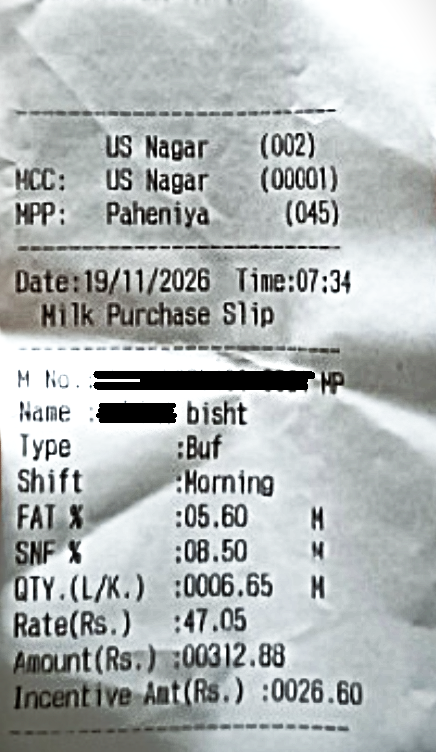 US Nagar (002)
MCC: US Nagar (00001)
MPP: Paheniya (045)
Date:19/11/2026 Time:07:34
Milk Purchase Slip
M No.: MP
Name : bisht
Type :Buf
Shift :Morning
FAT % :05.60 M
SNF % :08.50 M
QTY.(L/K.) :0006.65 M
Rate(Rs.) :47.05
Amount(Rs.) :00312.88
Incentive Amt(Rs.) :0026.60